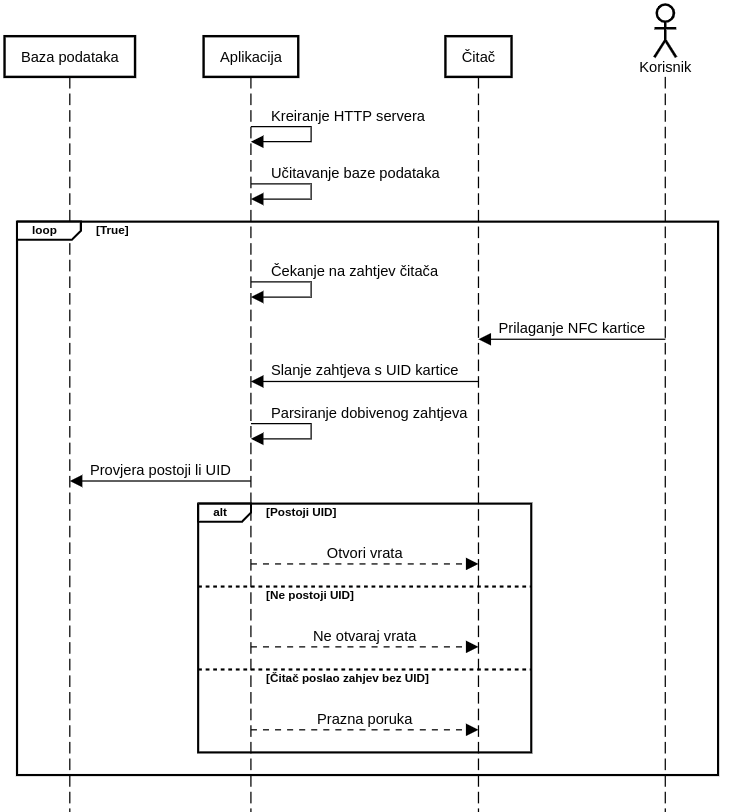 Baza podataka
Aplikacija
Čitač
Korisnik
Kreiranje HTTP servera
Učitavanje baze podataka
loop
[True]
Čekanje na zahtjev čitača
Prilaganje NFC kartice
Slanje zahtjeva s UID kartice
Parsiranje dobivenog zahtjeva
Provjera postoji li UID
alt
[Postoji UID]
Otvori vrata
[Ne postoji UID]
Ne otvaraj vrata
[Čitač poslao zahjev bez UID]
Prazna poruka